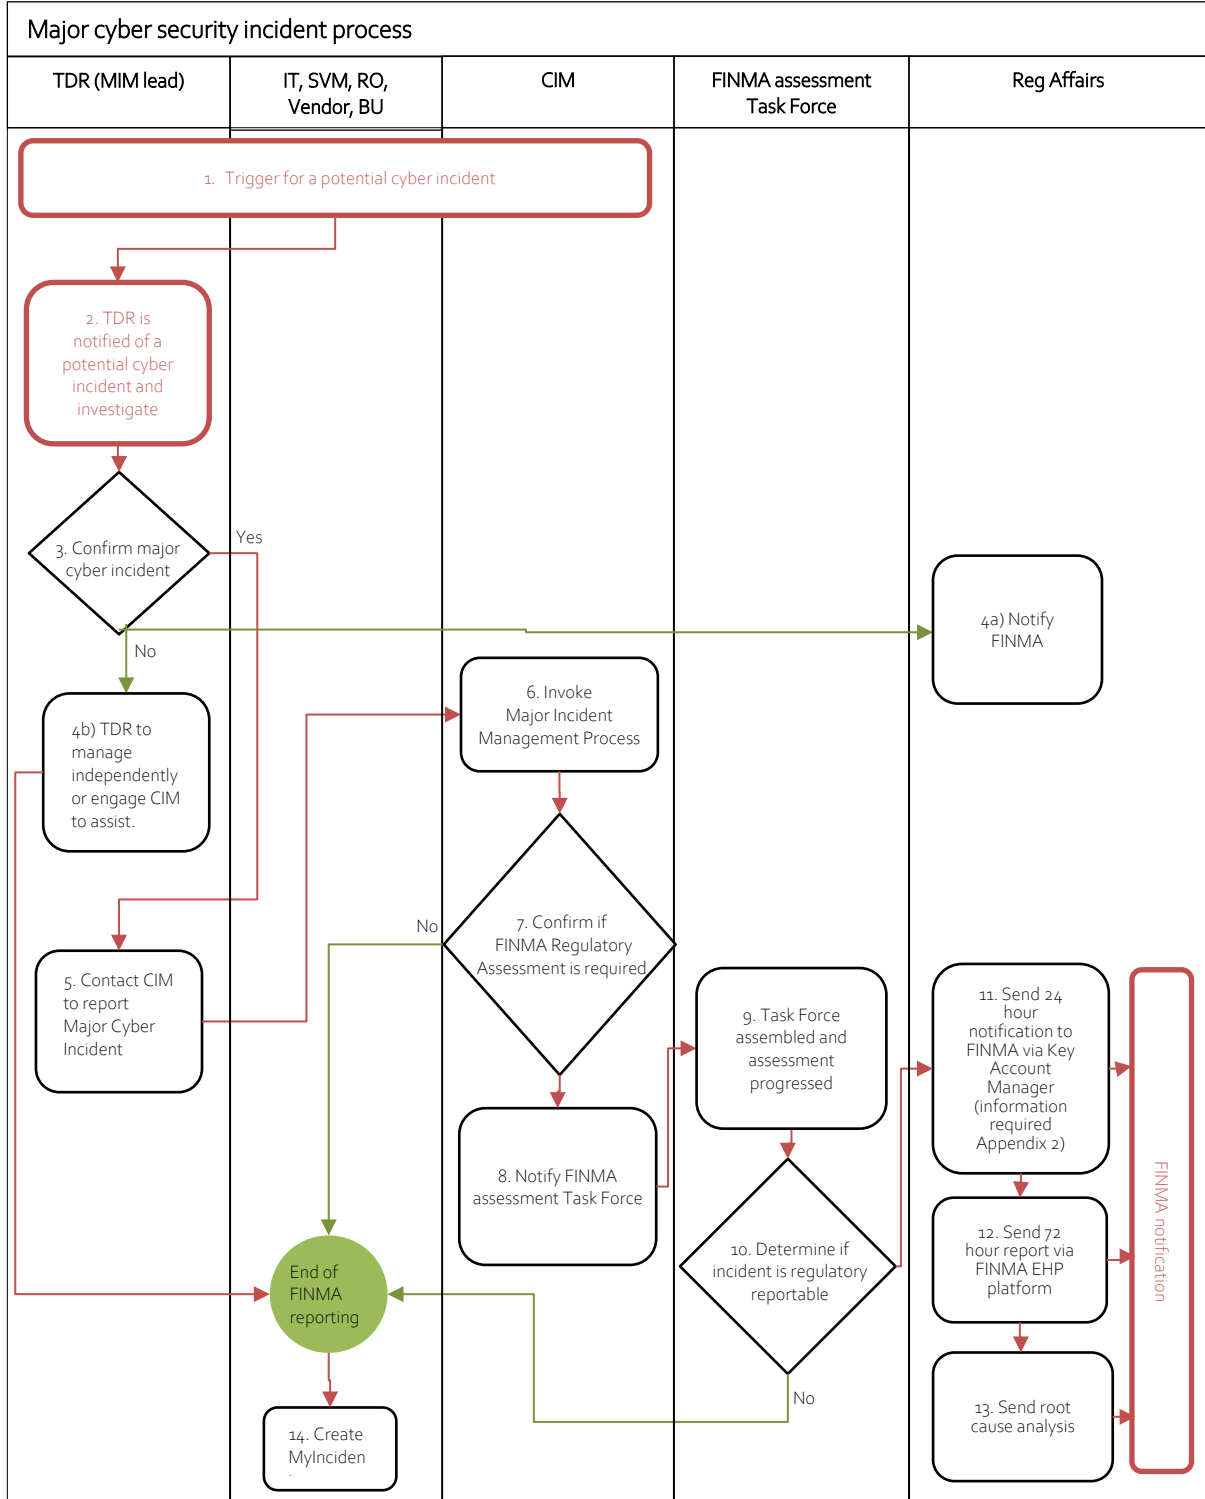 Major cyber security incident process
TDR (MIM lead)
IT, SVM, RO,
Vendor, BU
CIM
FINMA assessment
Task Force
Reg Affairs
1. Trigger for a potential cyber incident
2. TDR is
notified of a
potential cyber
incident and
investigate
3. Confirm major
cyber incident
Yes
No
4a) Notify
FINMA
4b) TDR to
manage
independently
or engage CIM
to assist.
5. Contact CIM
to report
Major Cyber
Incident
6. Invoke
Major Incident
Management Process
7. Confirm if
FINMA Regulatory
Assessment is required
No
8. Notify FINMA
assessment Task Force
9. Task Force
assembled and
assessment
progressed
10. Determine if
incident is regulatory
reportable
No
11. Send 24
hour
notification to
FINMA via Key
Account
Manager
(information
required
Appendix 2)
12. Send 72
hour report via
FINMA EHP
platform
13. Send root
cause analysis
FINMA notification
End of
FINMA
reporting
14. Create
MyInciden